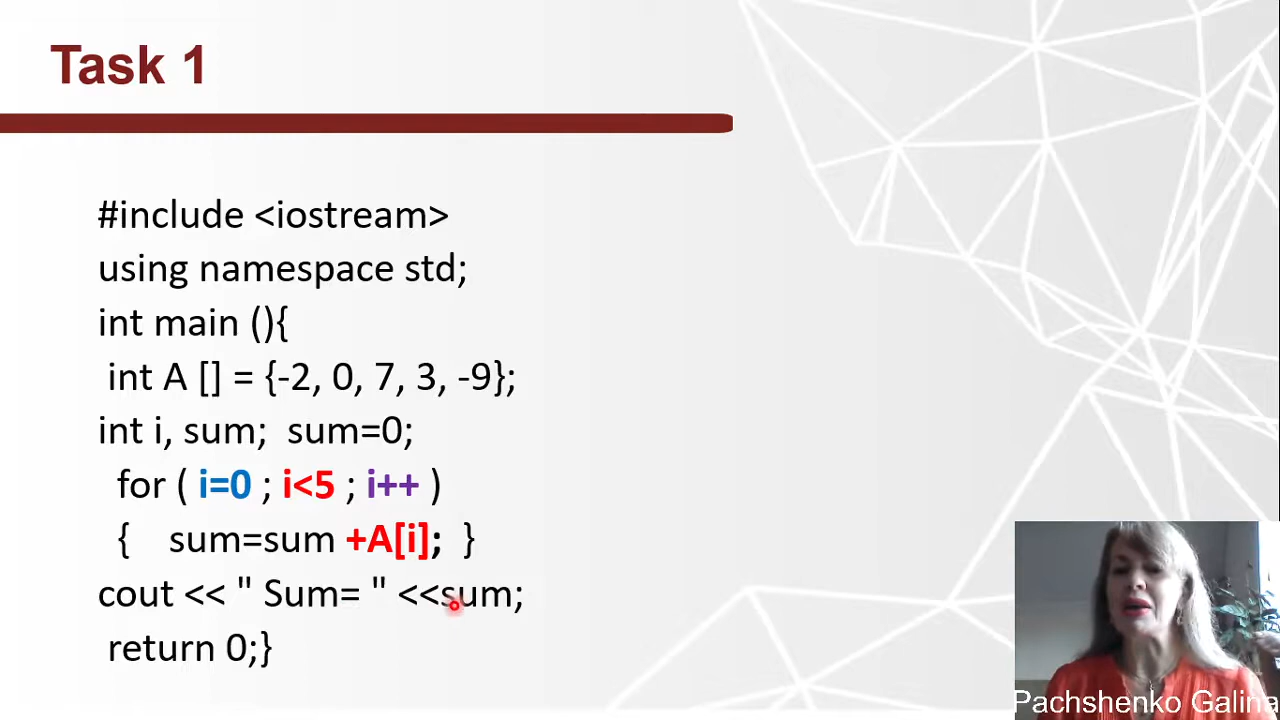 Task 1
#include <iostream>
using namespace std;
int main (){
int A [] = {-2, 0, 7, 3, -9};
int i, sum;  sum=0;
for ( i=0 ; i<5 ; i++ )
{    sum=sum +A[i];  }
cout << " Sum= " <<sum;
return 0;}
Pachshenko Galina